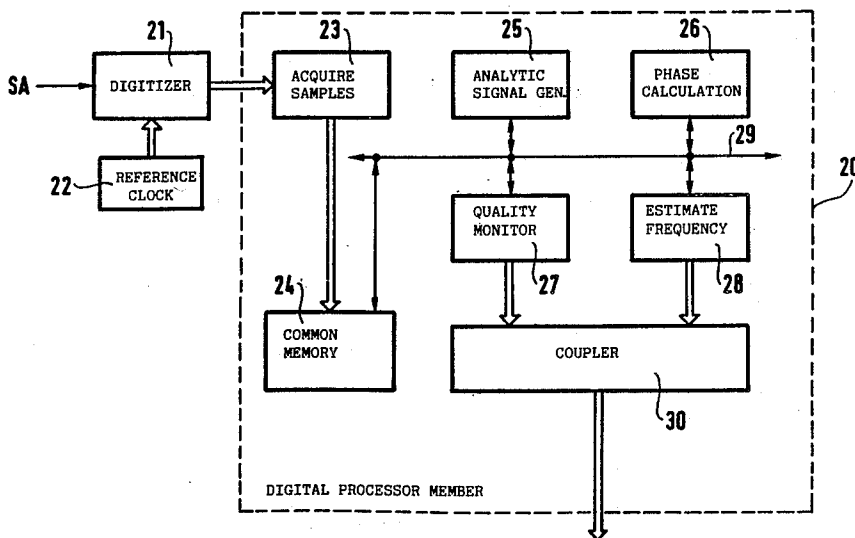 21
23
25
26
SA
DIGITIZER
ACQUIRE
SAMPLES
ANALYTIC
SIGNAL GEN.
PHASE
CALCULATION
29
22
REFERENCE
CLOCK
20
QUALITY
MONITOR
ESTIMATE
FREQUENCY
27
28
24
COMMON
MEMORY
COUPLER
30
DIGITAL PROCESSOR MEMBER